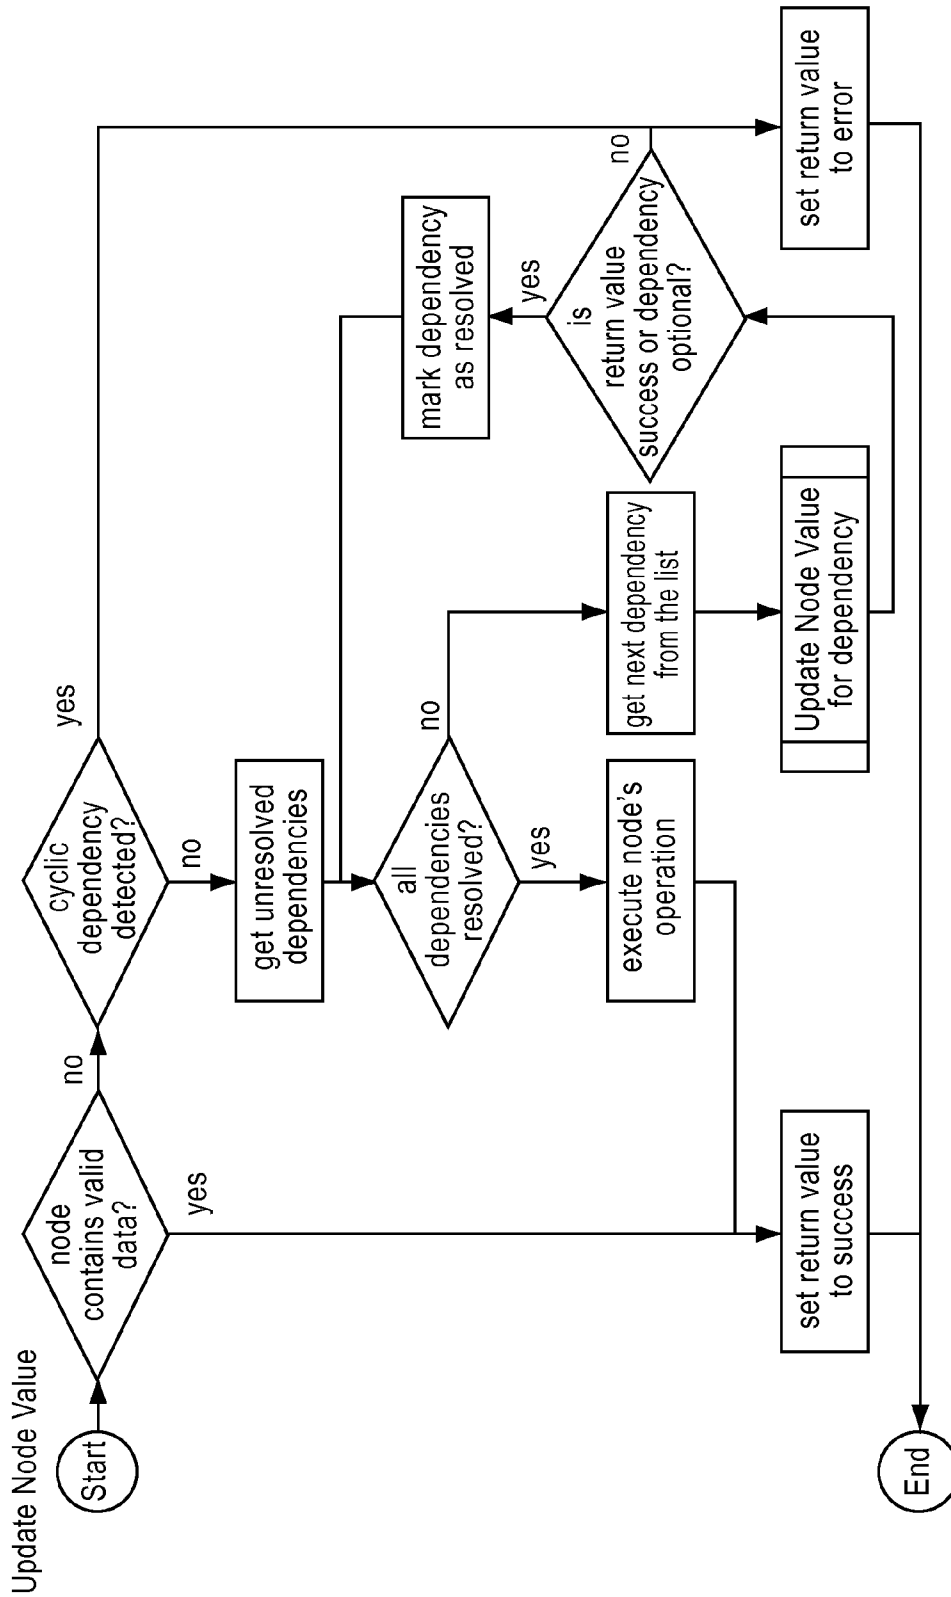 Update Node Value
Start
node
contains valid
data?
no
yes
cyclic
dependency
detected?
yes
no
get unresolved
dependencies
all
dependencies
resolved?
no
yes
execute node's
operation
get next dependency
from the list
Update Node Value
for dependency
is
return value
success or dependency
optional?
yes
no
mark dependency
as resolved
set return value
to error
set return value
to success
End